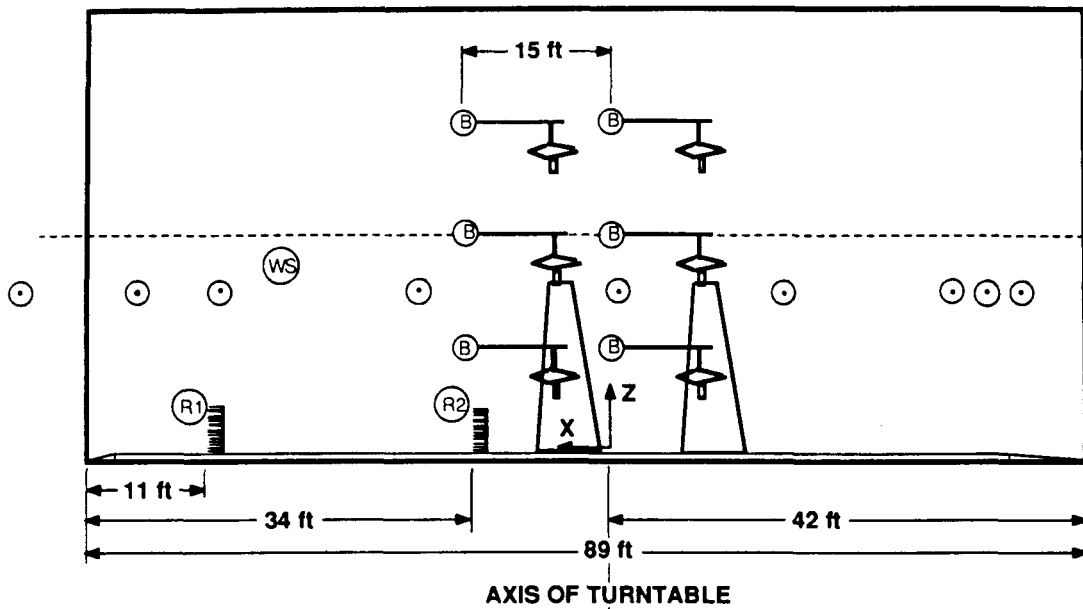 15 ft
B B
B B
WS
B B
R1 R2 Z
X
11 ft
34 ft 42 ft
89 ft
AXIS OF TURNTABLE